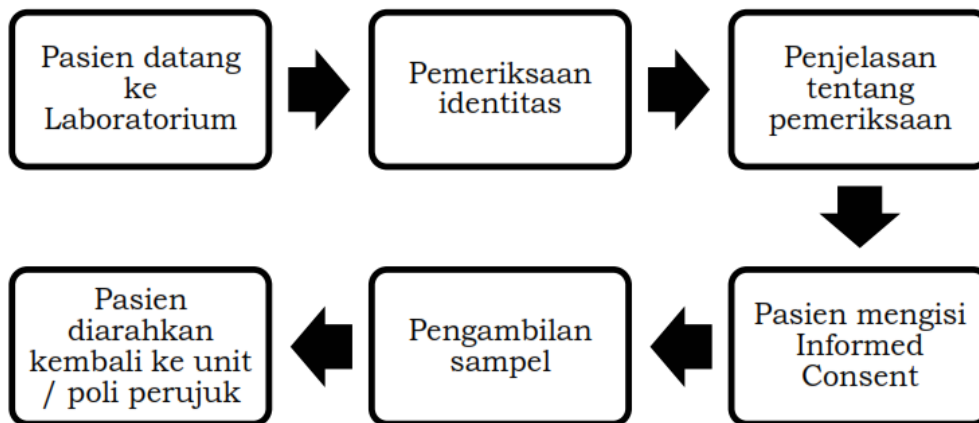 Pasien datang
ke
Laboratorium
Pemeriksaan
identitas
Penjelasan
tentang
pemeriksaan
Pasien mengisi
Informed
Consent
Pengambilan
sampel
Pasien
diarahkan
kembali ke unit
/ poli perujuk